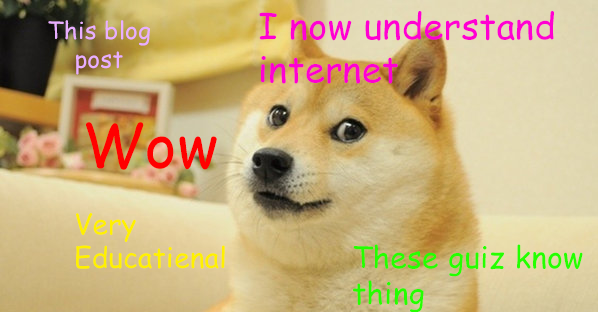 This blog
post
I now understand
internet
Wow
Very
Educatienal
These guiz know
thing